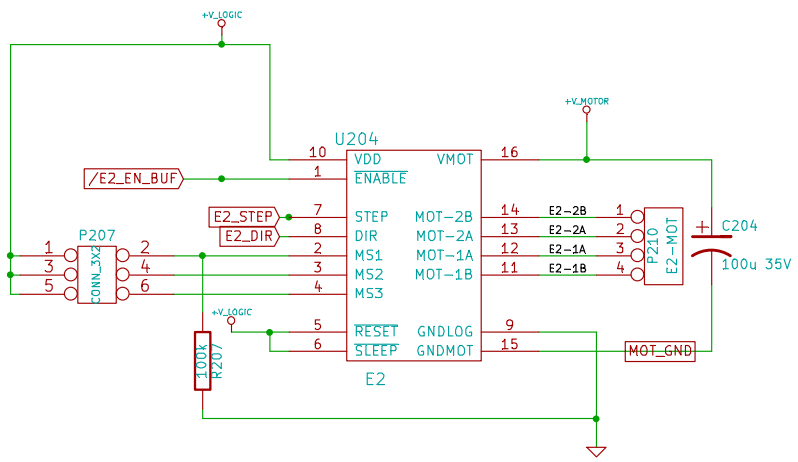 +V_LOGIC
+V_MOTOR
U204
10 VDD VMOT 16
/E2_EN_BUF 1 ENABLE
E2_STEP 7 STEP MOT-2B 14 E2-2B 1
E2_DIR 8 DIR MOT-2A 13 E2-2A 2
P207
1 2 2 MS1 MOT-1A 12 E2-1A 3
3 4 3 MS2 MOT-1B 11 E2-1B 4
5 6 4 MS3
CONN_3X2
P210
E2-MOT
+ C204
100u 35V
+V_LOGIC
5 RESET GNDLOG 9
6 SLEEP GNDMOT 15 MOT_GND
100k
R207
E2